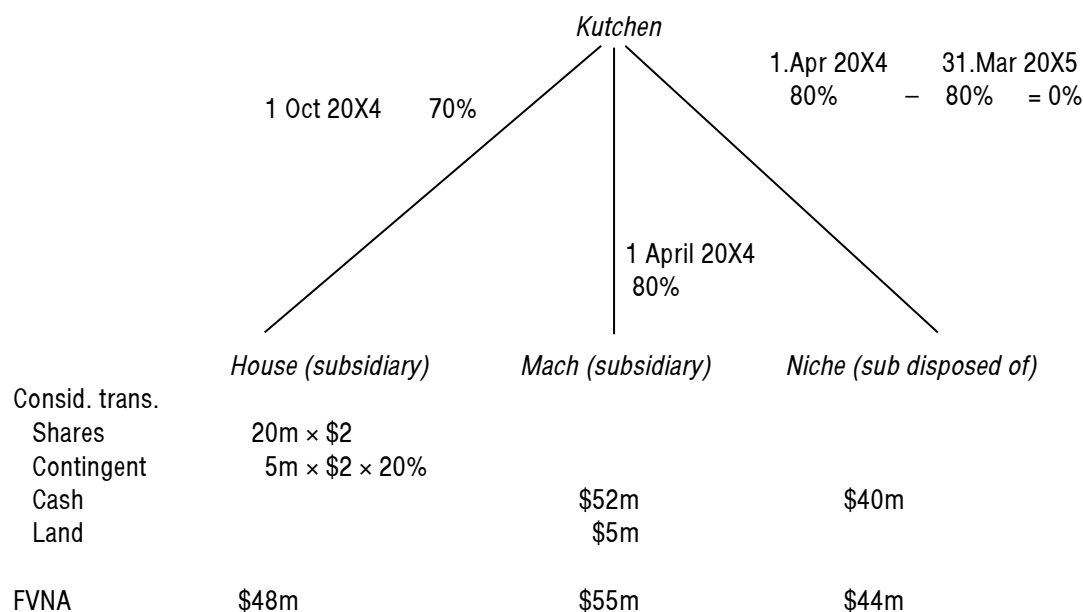 Kutchen
1.Apr 20X4 31.Mar 20X5
80% – 80% = 0%
1 Oct 20X4 70%
1 April 20X4
80%
House (subsidiary) Mach (subsidiary) Niche (sub disposed of)
Consid. trans.
Shares 20m × $2
Contingent 5m × $2 × 20%
Cash $52m $40m
Land $5m
FVNA $48m $55m $44m